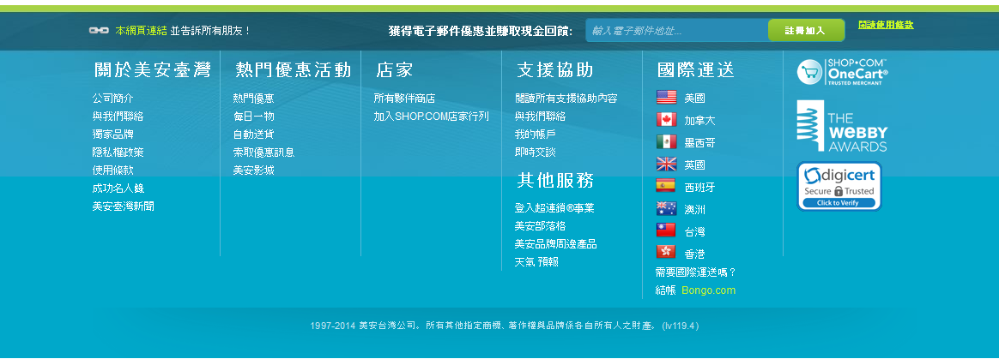 本網頁連結 並告訴所有朋友！
獲得電子郵件優惠並賺取現金回饋:
輸入電子郵件地址...
註冊加入
閱讀使用條款
關於美安臺灣
公司簡介
與我們聯絡
獨家品牌
隱私權政策
使用條款
成功名人錄
美安臺灣新聞
熱門優惠活動
熱門優惠
每日一物
自動送貨
索取優惠訊息
美安影城
店家
所有夥伴商店
加入SHOP.COM店家行列
支援協助
閱讀所有支援協助內容
與我們聯絡
我的帳戶
即時交談
其他服務
登入超連鎖®事業
美安部落格
美安品牌周邊產品
天氣 預報
國際運送
美國
加拿大
墨西哥
英國
西班牙
澳洲
台灣
香港
需要國際運送嗎？
結帳 Bongo.com
SHOP•COM™
OneCart®
TRUSTED MERCHANT
THE
WEBBY
AWARDS
digicert
Secure Trusted
Click to Verify
1997-2014 美安台灣公司。所有其他指定商標、著作權與品牌係各自所有人之財產。 (lv119.4)